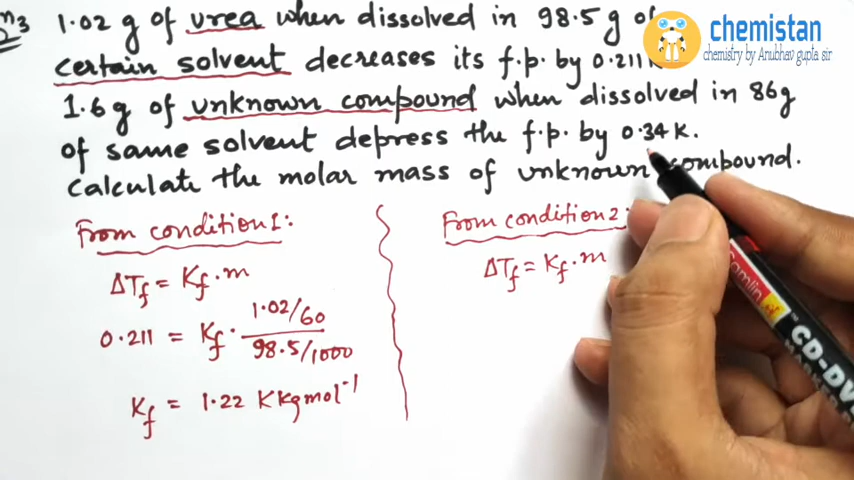 1.02 g of urea when dissolved in 98.5 g of
certain solvent decreases its f.p. by 0.211 K
1.6 g of unknown compound when dissolved in 86g
of same solvent depress the f.p. by 0.34 K.
Calculate the molar mass of unknown compound.
chemistan
chemistry by Anubhav gupta sir
From condition 1:
ΔTf = Kf · m
0.211 = Kf · 1.02/60
98.5/1000
Kf = 1.22 K Kg mol⁻¹
From condition 2:
ΔTf = Kf · m
Camlin
CD-DV